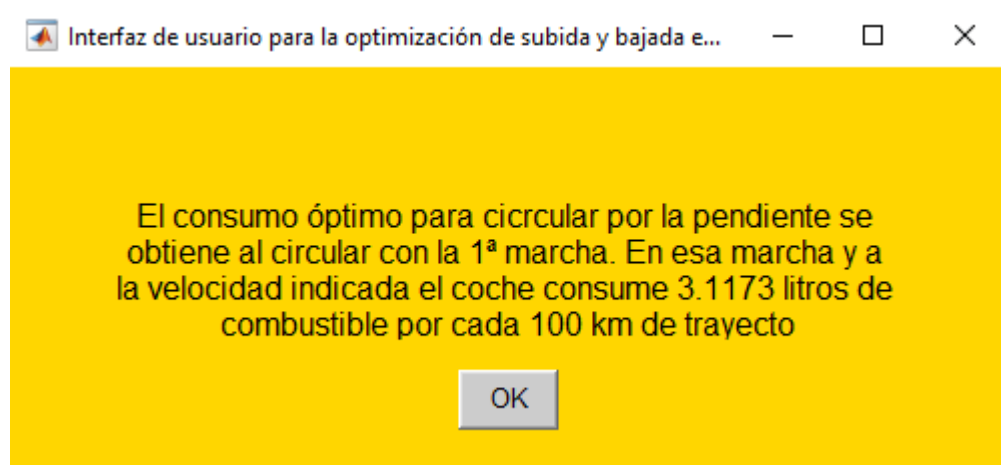 Interfaz de usuario para la optimización de subida y bajada e...
El consumo óptimo para cicrcular por la pendiente se
obtiene al circular con la 1ª marcha. En esa marcha y a
la velocidad indicada el coche consume 3.1173 litros de
combustible por cada 100 km de trayecto
OK